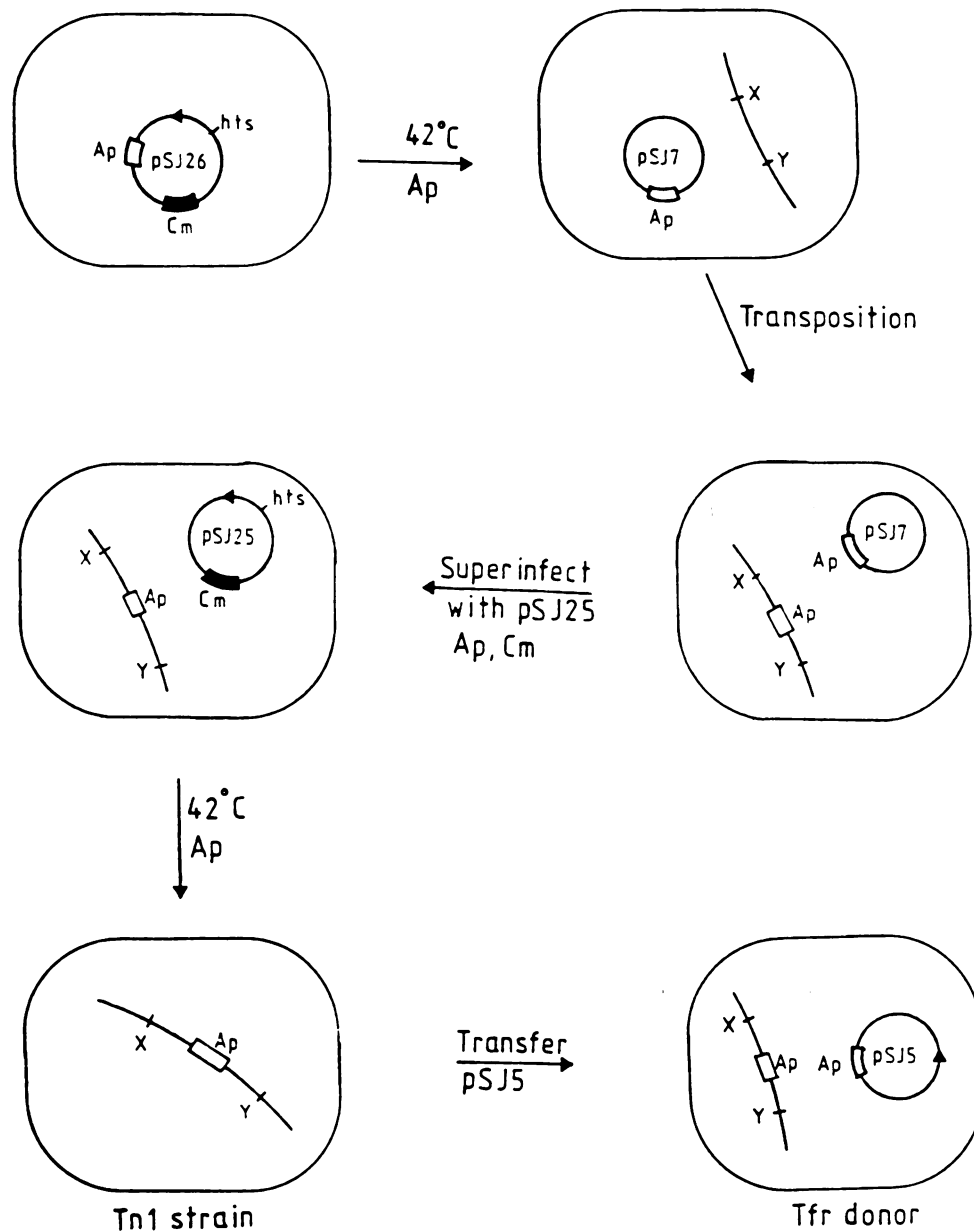 hts
Ap
pSJ26
Cm
42°C
Ap
X
pSJ7
Y
Ap
Transposition
hts
pSJ25
X
Ap
Cm
Y
Superinfect
with pSJ25
Ap, Cm
pSJ7
Ap
X
Ap
Y
42°C
Ap
X
Ap
Y
Tn1 strain
Transfer
pSJ5
X
Ap
Ap
pSJ5
Y
Tfr donor